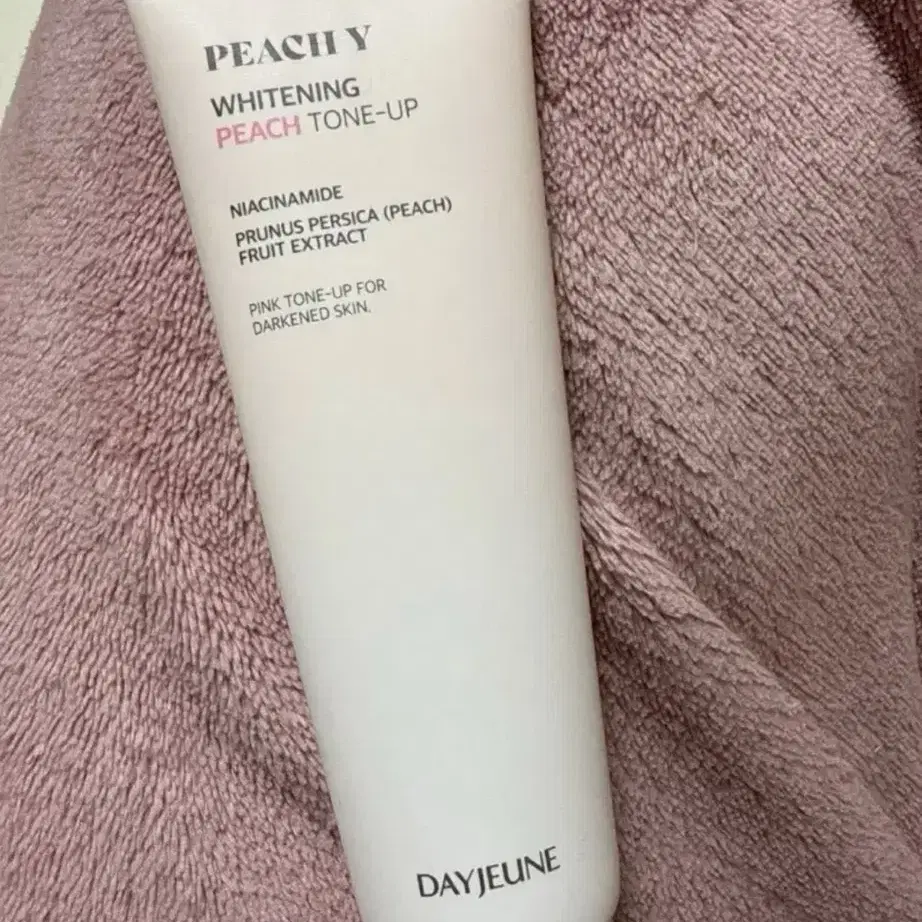 PEACH Y
WHITENING
PEACH TONE-UP
NIACINAMIDE
PRUNUS PERSICA (PEACH)
FRUIT EXTRACT
PINK TONE-UP FOR
DARKENED SKIN.
DAYJEUNE